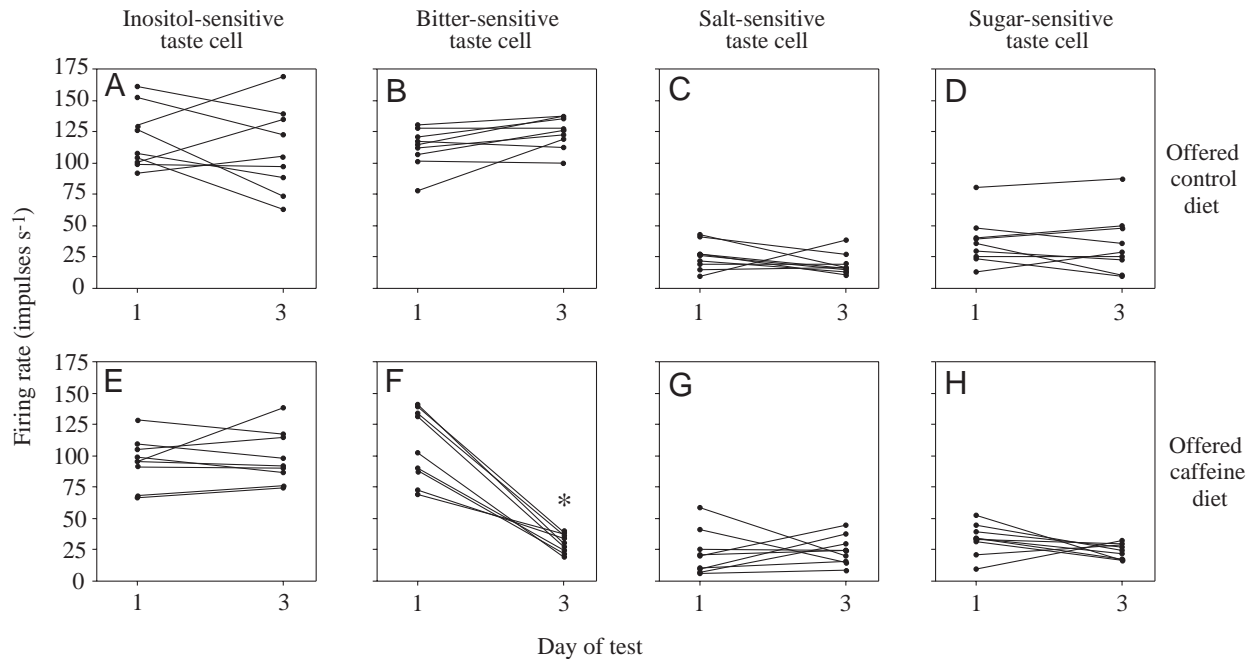 Inositol-sensitive
taste cell
Bitter-sensitive
taste cell
Salt-sensitive
taste cell
Sugar-sensitive
taste cell
Firing rate (impulses s-1)
175
150
125
100
75
50
25
0
A
1
3
B
1
3
C
1
3
D
1
3
Offered
control
diet
175
150
125
100
75
50
25
0
E
1
3
F
*
1
3
G
1
3
H
1
3
Offered
caffeine
diet
Day of test